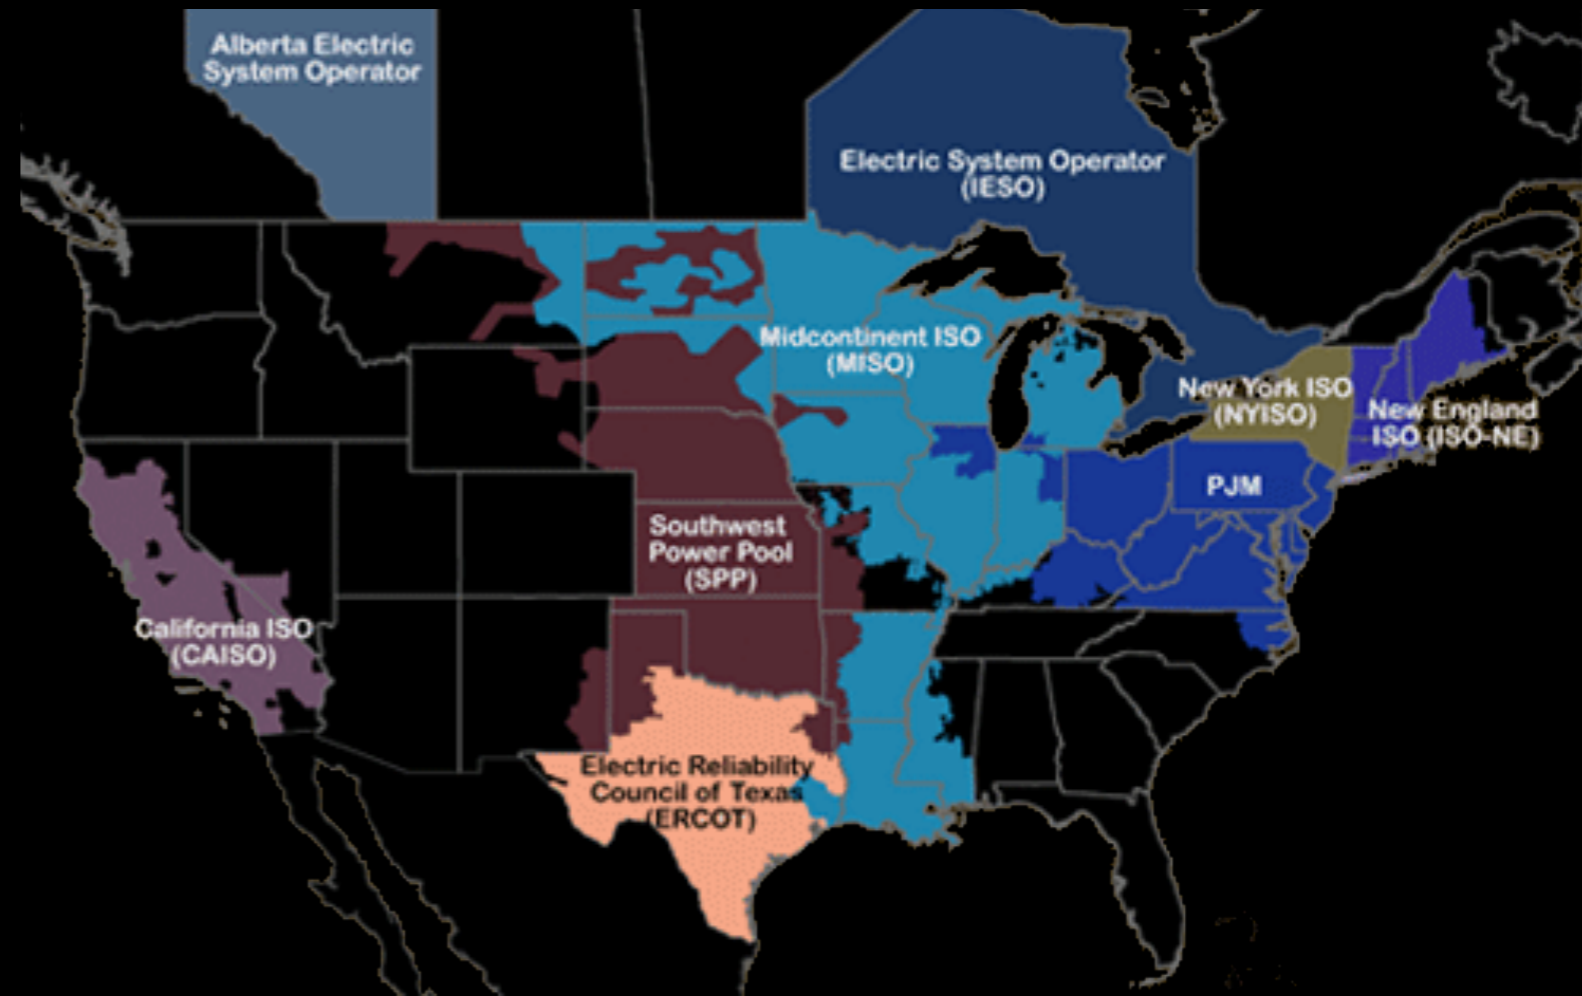 Alberta Electric
System Operator
Electric System Operator
(IESO)
Midcontinent ISO
(MISO)
New York ISO
(NYISO)
New England
ISO (ISO-NE)
PJM
Southwest
Power Pool
(SPP)
California ISO
(CAISO)
Electric Reliability
Council of Texas
(ERCOT)